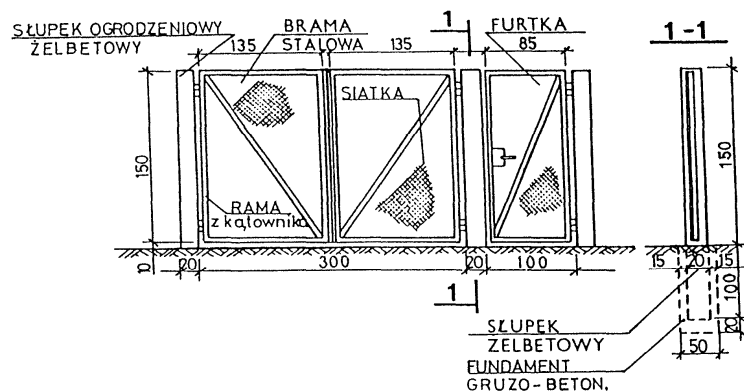 SŁUPEK OGRODZENIOWY
ŻELBETOWY
BRAMA
STALOWA
135
135
1
FURTKA
85
1-1
SIATKA
150
150
RAMA
z kątownika
10
20
300
20
100
15
20
15
100
20
50
1
SŁUPEK
ŻELBETOWY
FUNDAMENT
GRUZO-BETON.